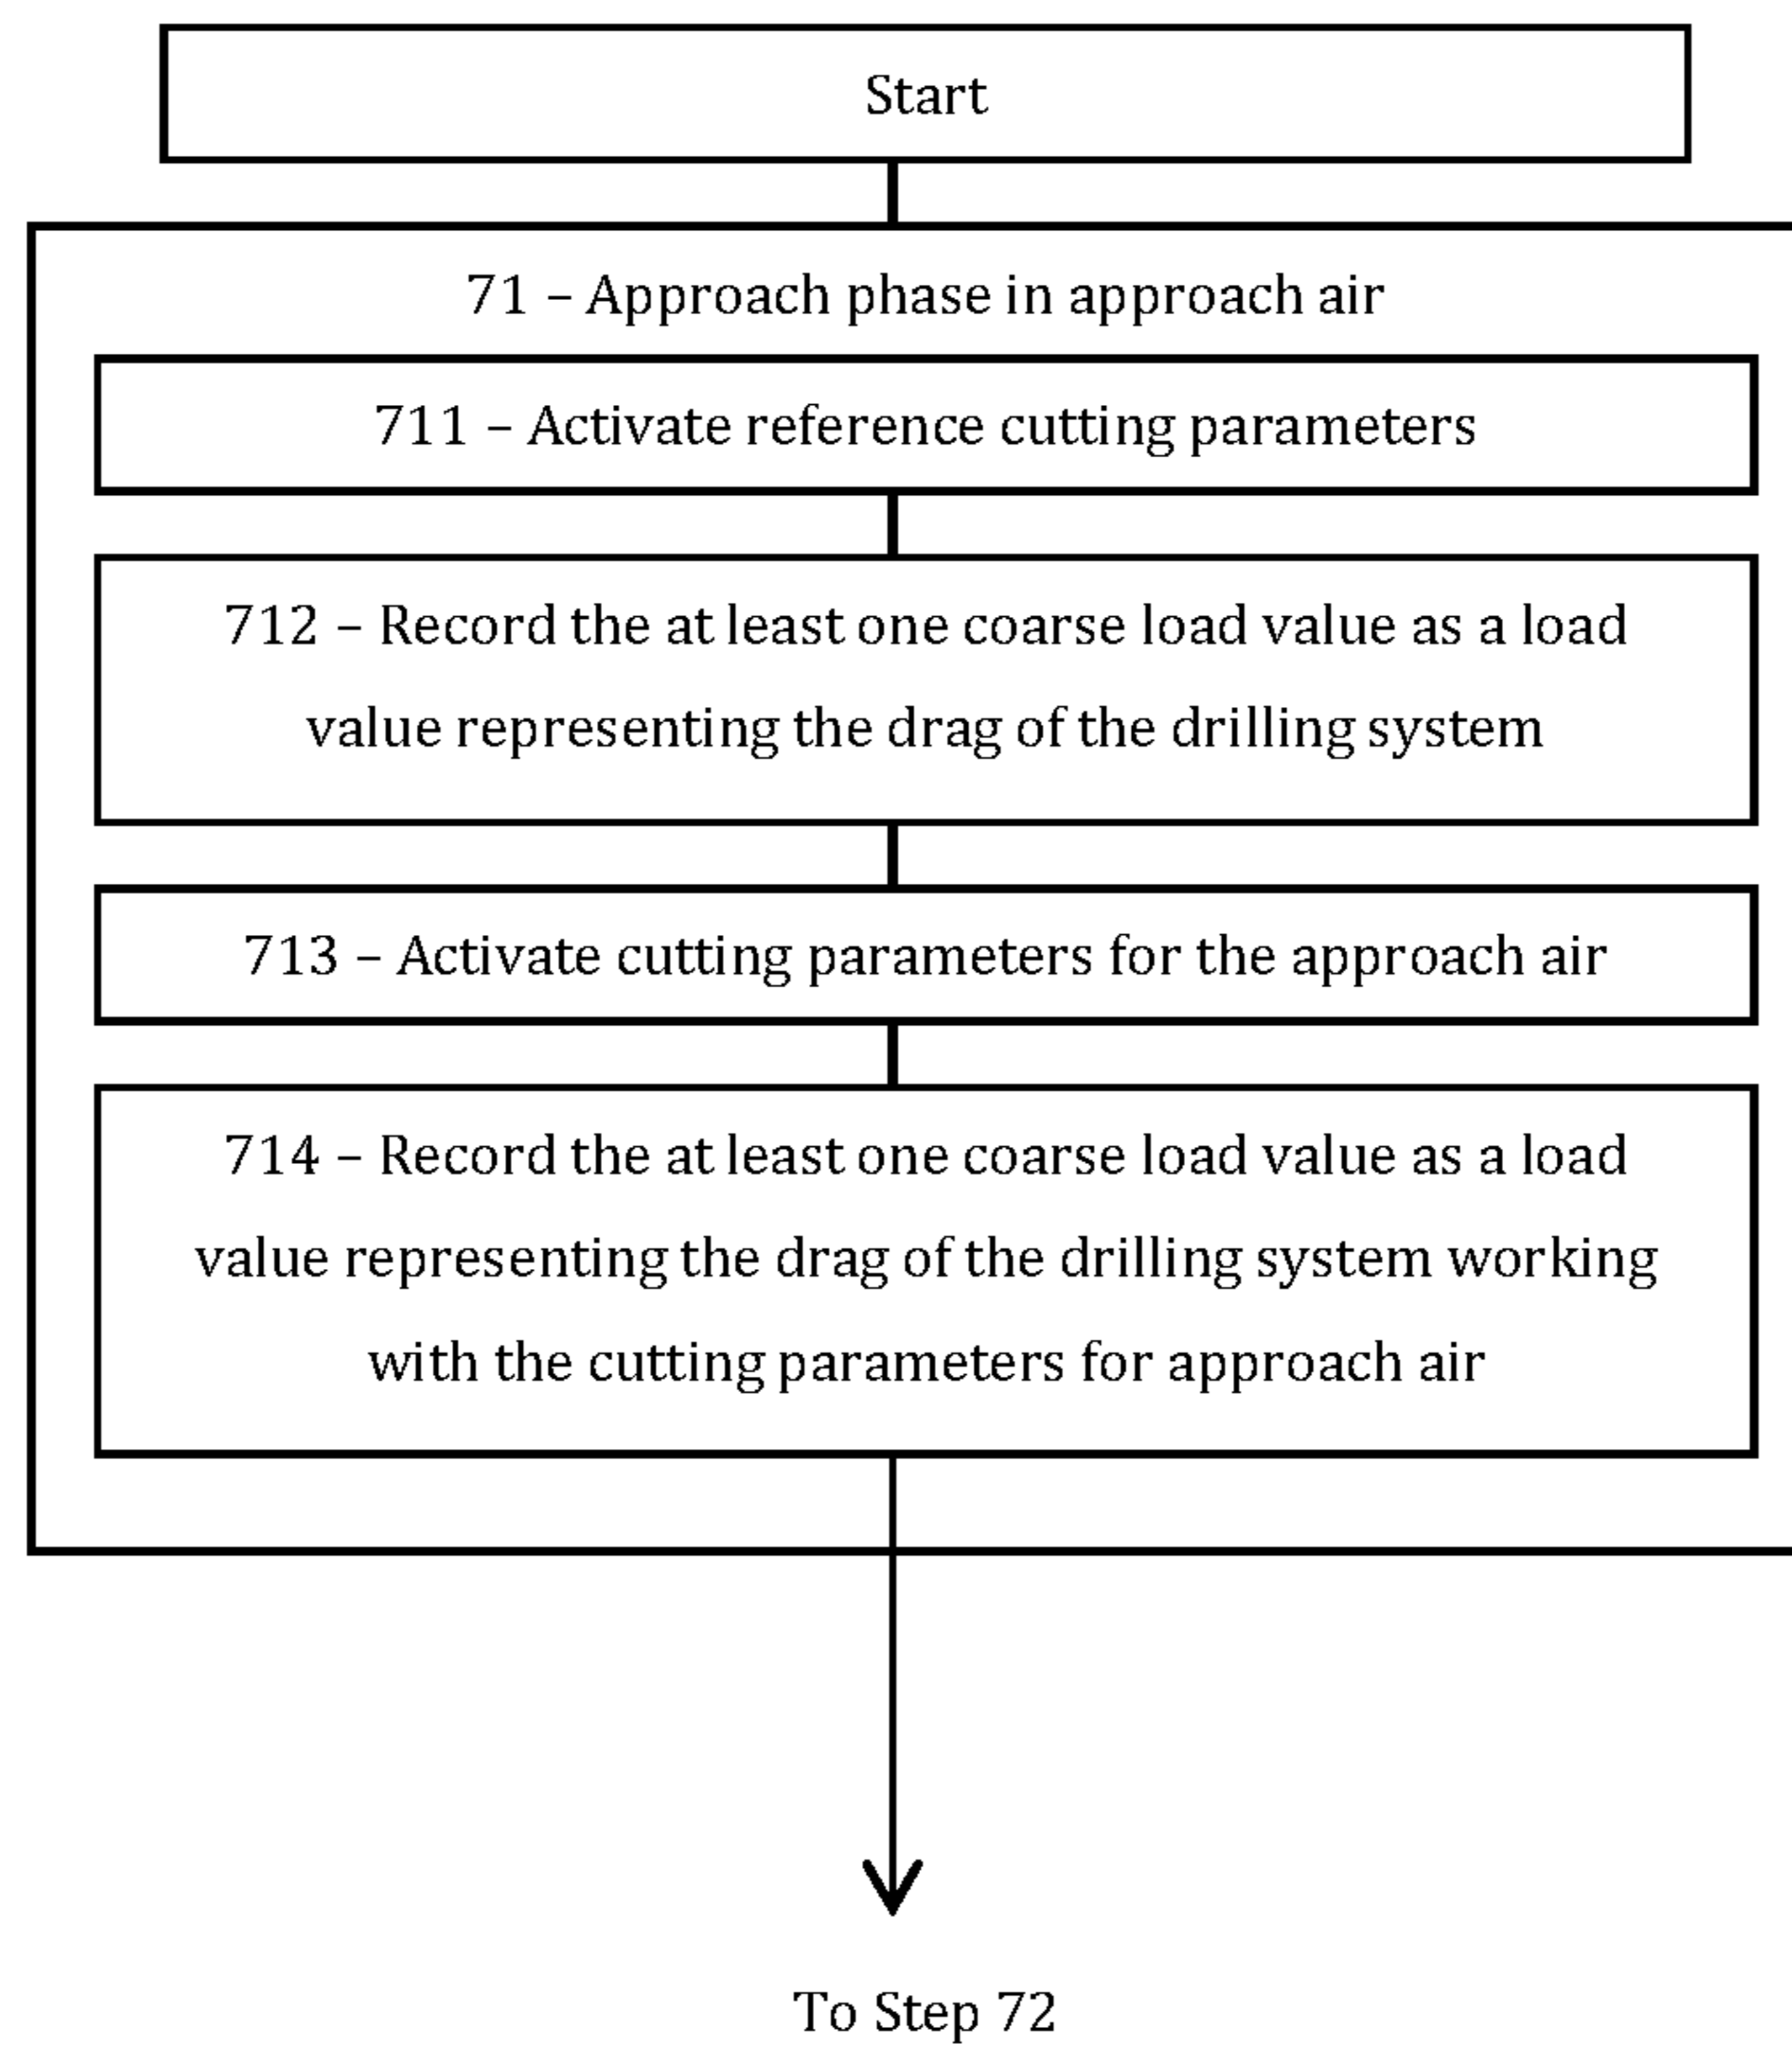 Start
71 – Approach phase in approach air
711 – Activate reference cutting parameters
712 – Record the at least one coarse load value as a load
value representing the drag of the drilling system
713 – Activate cutting parameters for the approach air
714 – Record the at least one coarse load value as a load
value representing the drag of the drilling system working
with the cutting parameters for approach air
To Step 72